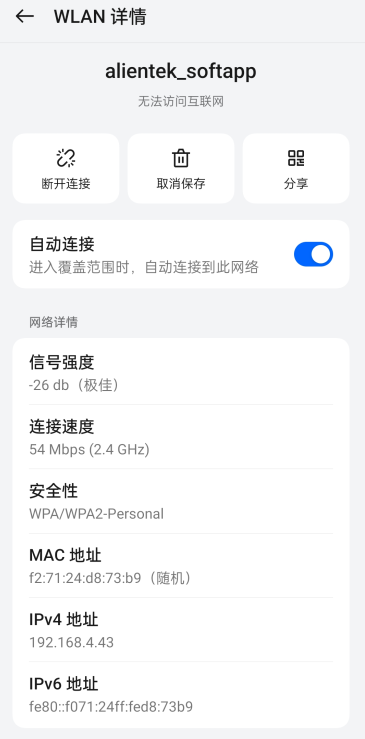 WLAN 详情
alientek_softapp
无法访问互联网
断开连接
取消保存
分享
自动连接
进入覆盖范围时，自动连接到此网络
网络详情
信号强度
-26 db（极佳）
连接速度
54 Mbps (2.4 GHz)
安全性
WPA/WPA2-Personal
MAC 地址
f2:71:24:d8:73:b9（随机）
IPv4 地址
192.168.4.43
IPv6 地址
fe80::f071:24ff:fed8:73b9